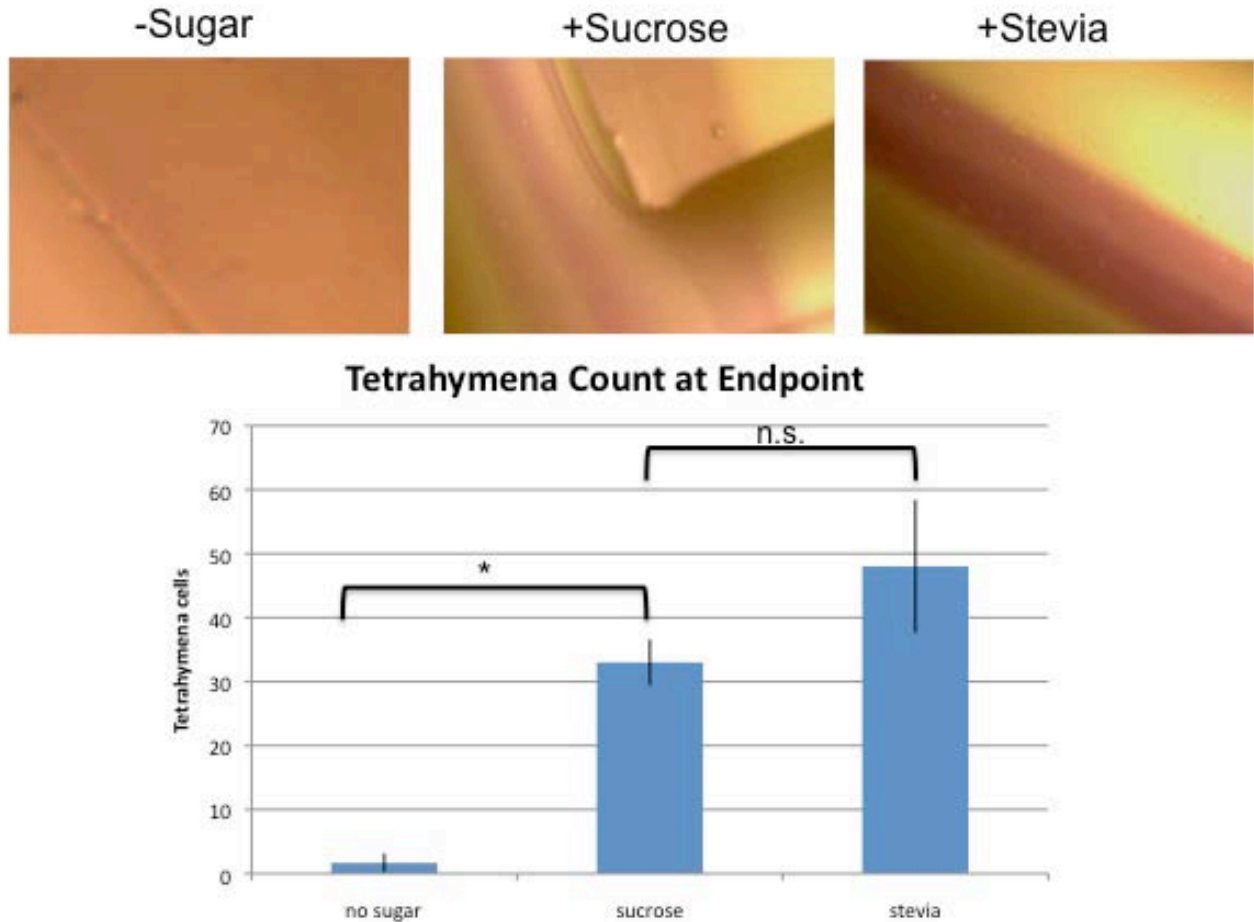 -Sugar
+Sucrose
+Stevia
Tetrahymena Count at Endpoint
Tetrahymena cells
70
60
50
40
30
20
10
0
n.s.
*
no sugar
sucrose
stevia